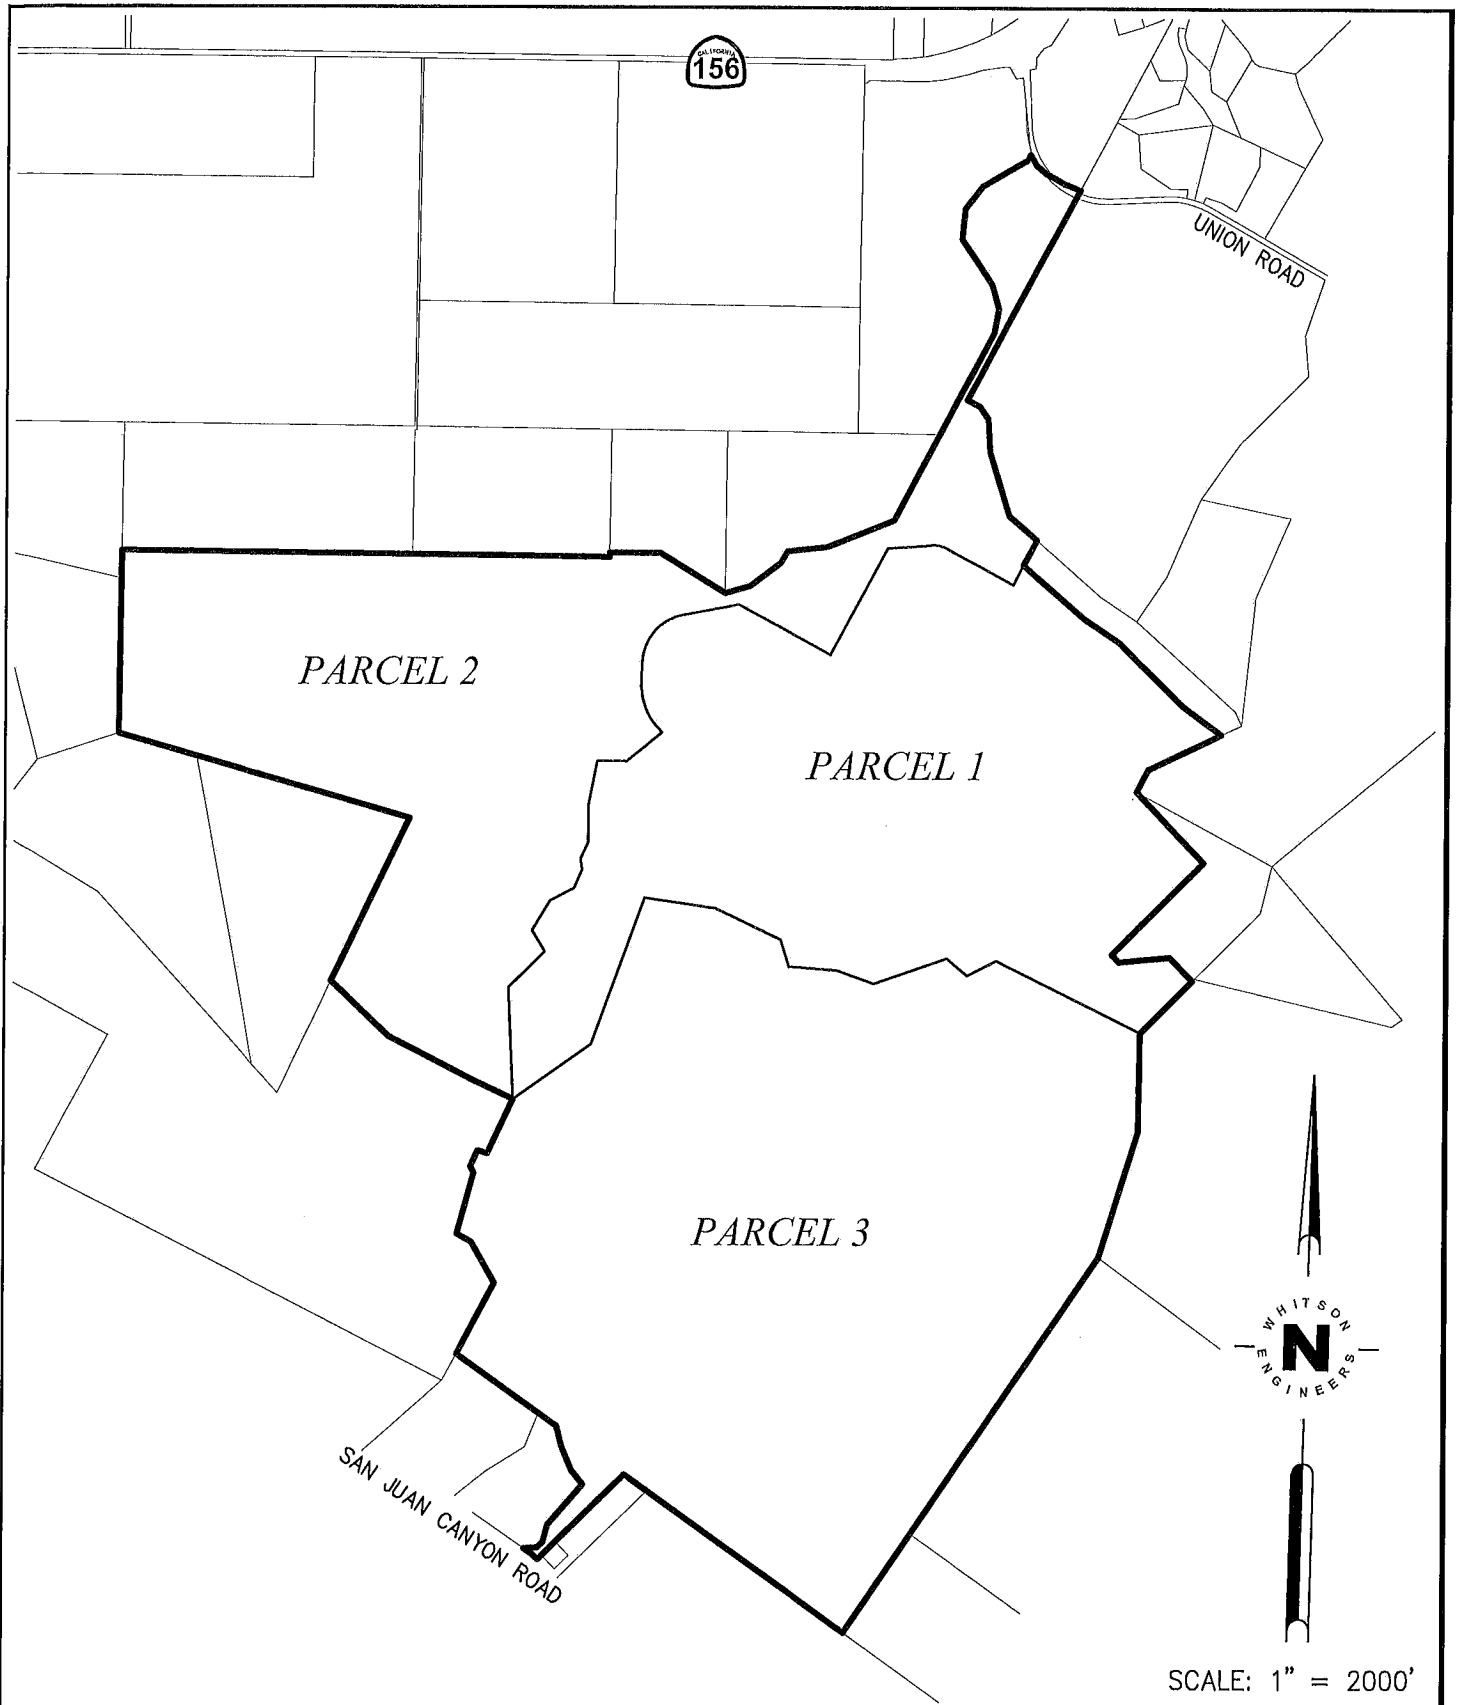 CALIFORNIA
156
UNION ROAD
PARCEL 2
PARCEL 1
PARCEL 3
WHITSON
N
ENGINEERS
SAN JUAN CANYON ROAD
SCALE: 1" = 2000'